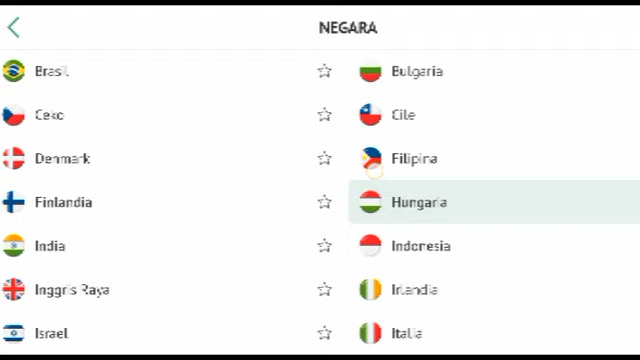 NEGARA
Brasil Bulgaria
Ceko Cile
Denmark Filipina
Finlandia Hungaria
India Indonesia
Inggris Raya Irlandia
Israel Italia